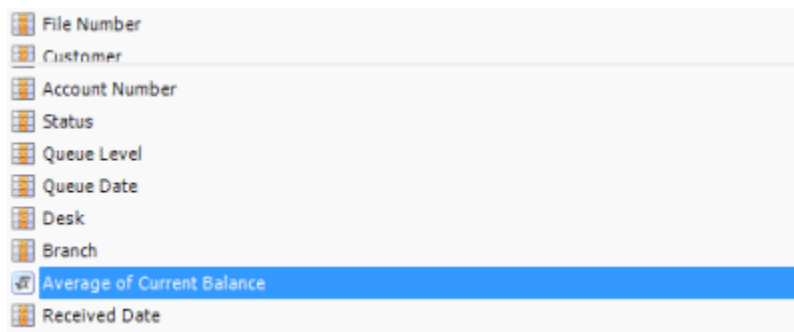 File Number
Customer
Account Number
Status
Queue Level
Queue Date
Desk
Branch
Average of Current Balance
Received Date